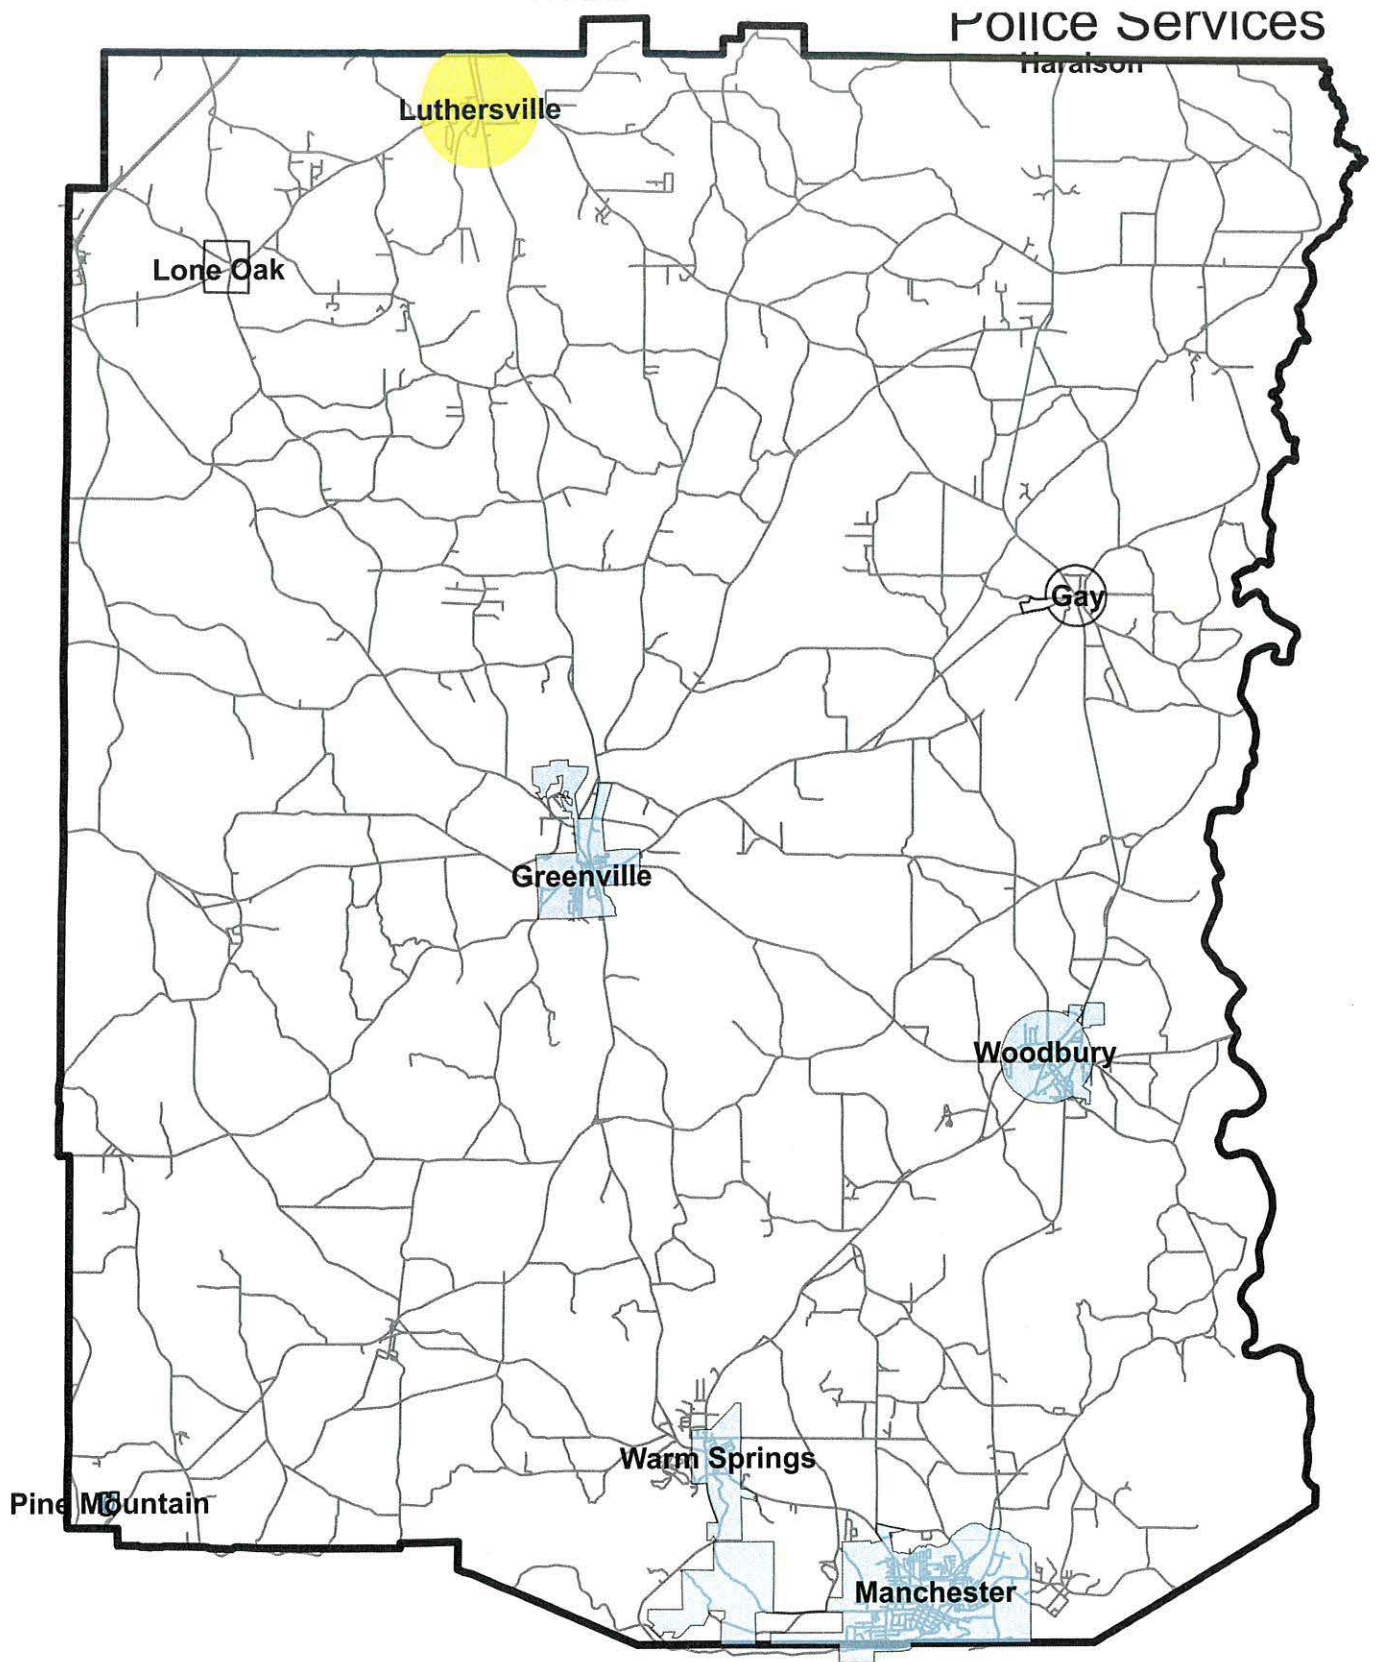 Police Services
Haralson
Luthersville
Lone Oak
Gay
Greenville
Woodbury
Warm Springs
Pine Mountain
Manchester